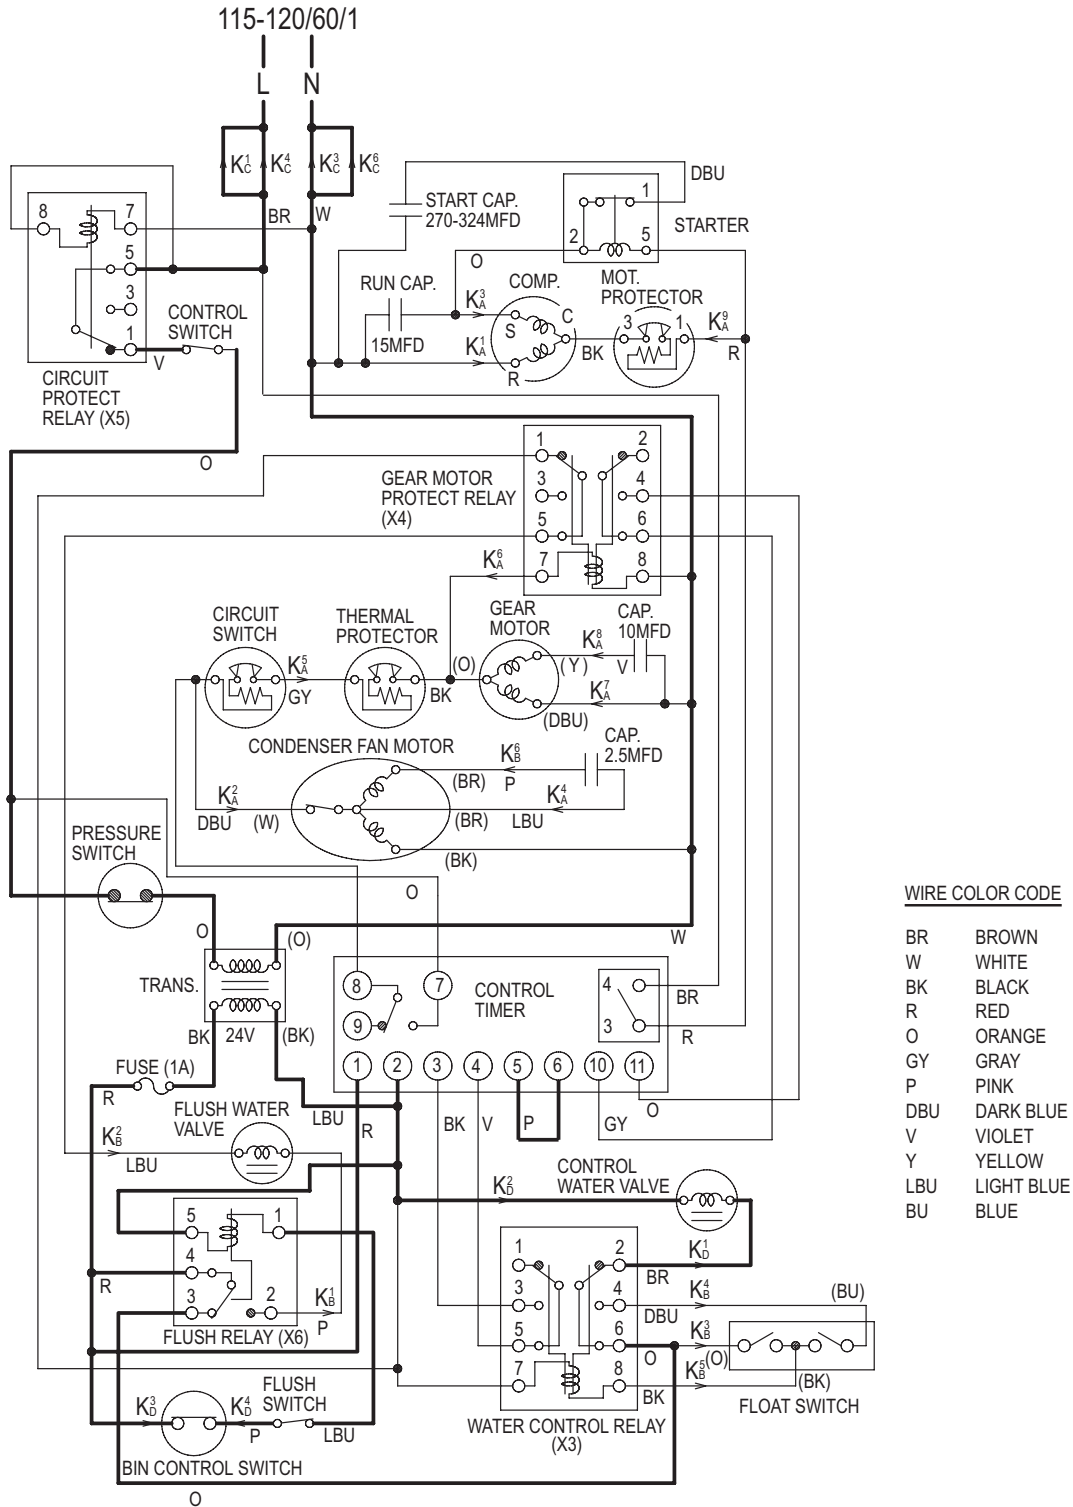 115-120/60/1
L N
K1C K4C K3C K6C
BR W
DBU
START CAP.
270-324MFD
1
2 5
STARTER
8 7
5
3
1
V
CONTROL
SWITCH
CIRCUIT
PROTECT
RELAY (X5)
O
O
RUN CAP.
15MFD
K3A
K1A
COMP.
S C
R
BK
MOT.
PROTECTOR
3 1
K9A
R
GEAR MOTOR
PROTECT RELAY
(X4)
1 2
3 4
5 6
7 8
K6A
CIRCUIT
SWITCH
K5A
GY
THERMAL
PROTECTOR
BK
(O)
GEAR
MOTOR
CAP.
10MFD
K8A
(Y) V
K7A
(DBU)
CONDENSER FAN MOTOR
CAP.
2.5MFD
K6B
(BR) P
K2A
DBU (W)
K4A
(BR) LBU
(BK)
PRESSURE
SWITCH
O
O
(O)
W
TRANS.
BK 24V (BK)
FUSE (1A)
R
CONTROL
TIMER
8 7
9
4
3
BR
R
1 2 3 4 5 6 10 11
LBU R BK V P GY O
FLUSH WATER
VALVE
K2B
LBU
5 1
4
3 2
R
K1B
P
FLUSH RELAY (X6)
K3D K4D
P
FLUSH
SWITCH
LBU
BIN CONTROL SWITCH
O
CONTROL
WATER VALVE
K2D
1 2
3 4
5 6
7 8
K1D
BR
K4B
DBU
(BU)
K3B
O (O)
K5B
BK (BK)
FLOAT SWITCH
WATER CONTROL RELAY
(X3)
WIRE COLOR CODE
BR BROWN
W WHITE
BK BLACK
R RED
O ORANGE
GY GRAY
P PINK
DBU DARK BLUE
V VIOLET
Y YELLOW
LBU LIGHT BLUE
BU BLUE